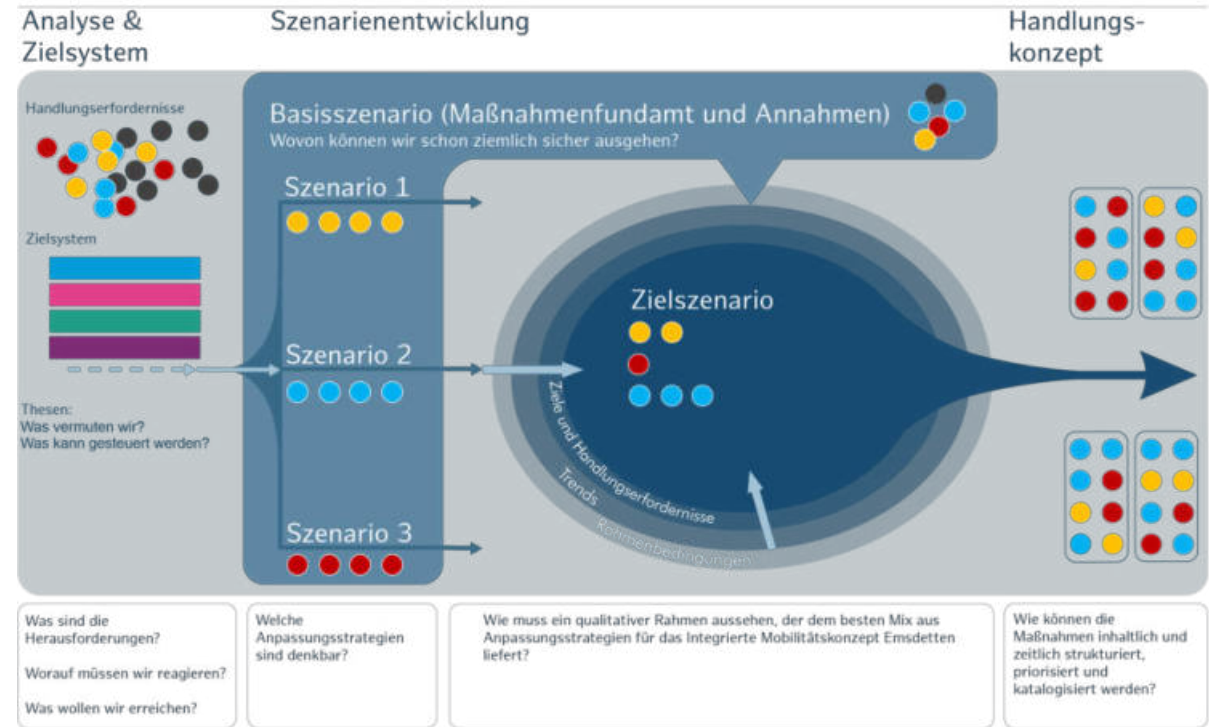 Analyse &
Zielsystem
Szenarienentwicklung
Handlungs-
konzept
Handlungserfordernisse
Zielsystem
Thesen:
Was vermuten wir?
Was kann gesteuert werden?
Basisszenario (Maßnahmenfundamt und Annahmen)
Wovon können wir schon ziemlich sicher ausgehen?
Szenario 1
Szenario 2
Szenario 3
Zielszenario
Ziele und Handlungserfordernisse
Trends
Rahmenbedingungen
Was sind die
Herausforderungen?
Worauf müssen wir reagieren?
Was wollen wir erreichen?
Welche
Anpassungsstrategien
sind denkbar?
Wie muss ein qualitativer Rahmen aussehen, der dem besten Mix aus
Anpassungsstrategien für das Integrierte Mobilitätskonzept Emsdetten
liefert?
Wie können die
Maßnahmen inhaltlich und
zeitlich strukturiert,
priorisiert und
katalogisiert werden?